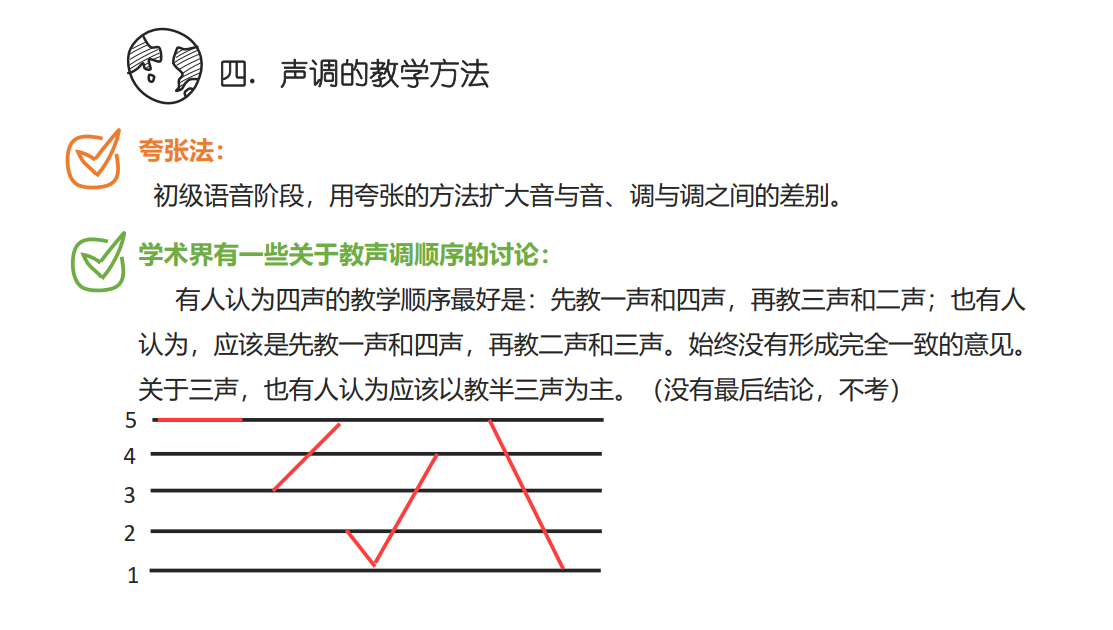 四. 声调的教学方法
夸张法：
初级语音阶段，用夸张的方法扩大音与音、调与调之间的差别。
学术界有一些关于教声调顺序的讨论：
有人认为四声的教学顺序最好是：先教一声和四声，再教三声和二声；也有人
认为，应该是先教一声和四声，再教二声和三声。始终没有形成完全一致的意见。
关于三声，也有人认为应该以教半三声为主。（没有最后结论，不考）
5
4
3
2
1